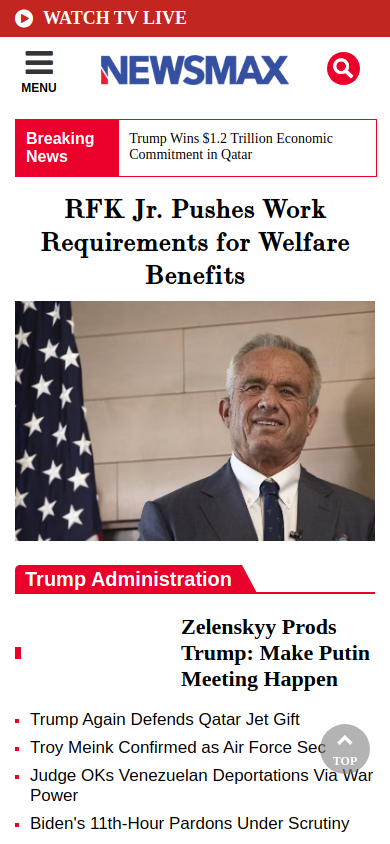 WATCH TV LIVE
MENU
NEWSMAX
Breaking
News
Trump Wins $1.2 Trillion Economic
Commitment in Qatar
RFK Jr. Pushes Work
Requirements for Welfare
Benefits
Trump Administration
Zelenskyy Prods
Trump: Make Putin
Meeting Happen
Trump Again Defends Qatar Jet Gift
Troy Meink Confirmed as Air Force Sec
TOP
Judge OKs Venezuelan Deportations Via War
Power
Biden's 11th-Hour Pardons Under Scrutiny